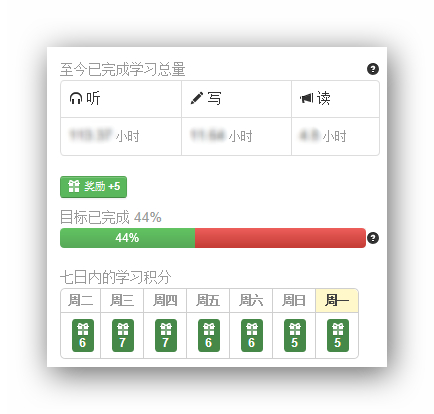 至今已完成学习总量
听 写 读
小时 小时 小时
奖励 +5
目标已完成 44%
44%
七日内的学习积分
周二 周三 周四 周五 周六 周日 周一
6 7 7 6 6 5 5